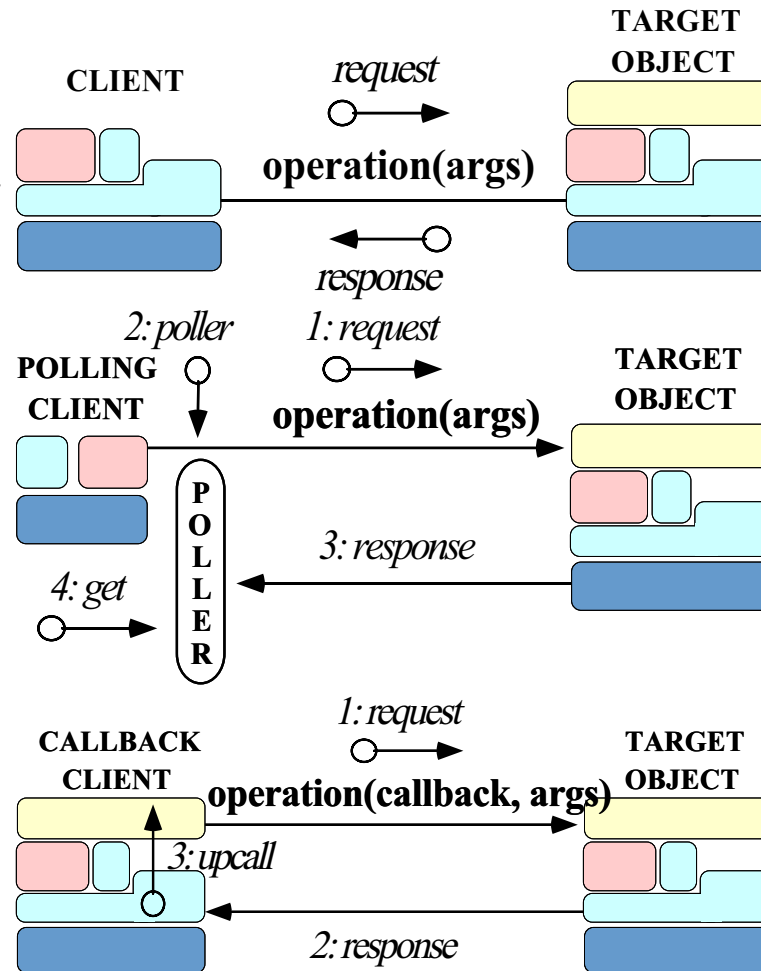 TARGET
OBJECT
CLIENT
request
operation(args)
response
2: poller
1: request
POLLING
CLIENT
TARGET
OBJECT
operation(args)
POLLER
3: response
4: get
1: request
CALLBACK
CLIENT
TARGET
OBJECT
operation(callback, args)
3: upcall
2: response